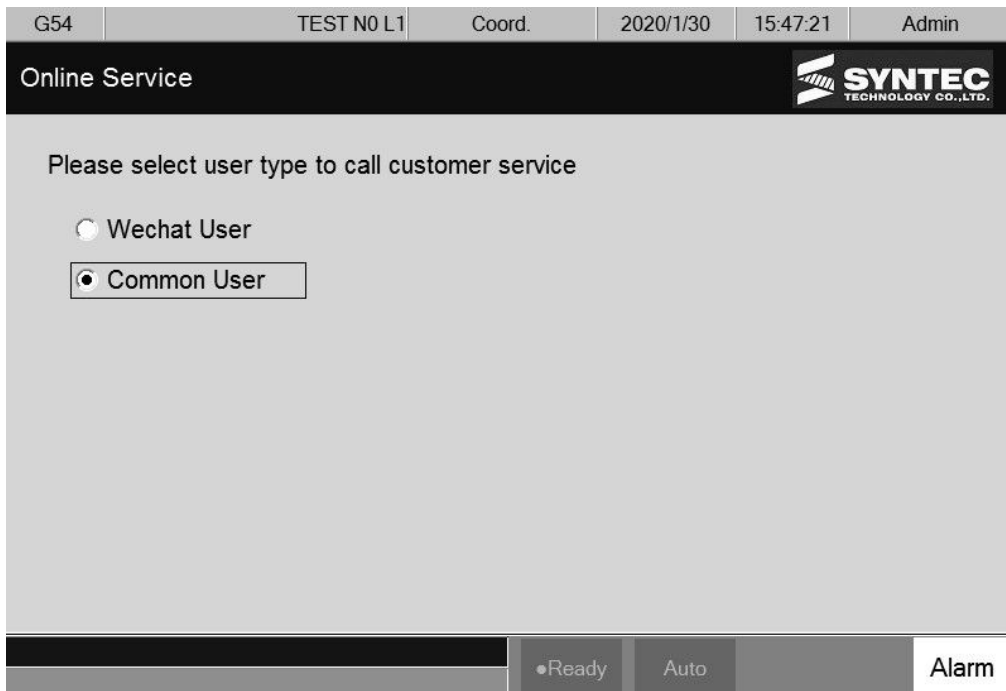 G54 TEST N0 L1 Coord. 2020/1/30 15:47:21 Admin
Online Service
SYNTEC
TECHNOLOGY CO.,LTD.
Please select user type to call customer service
Wechat User
Common User
●Ready Auto Alarm